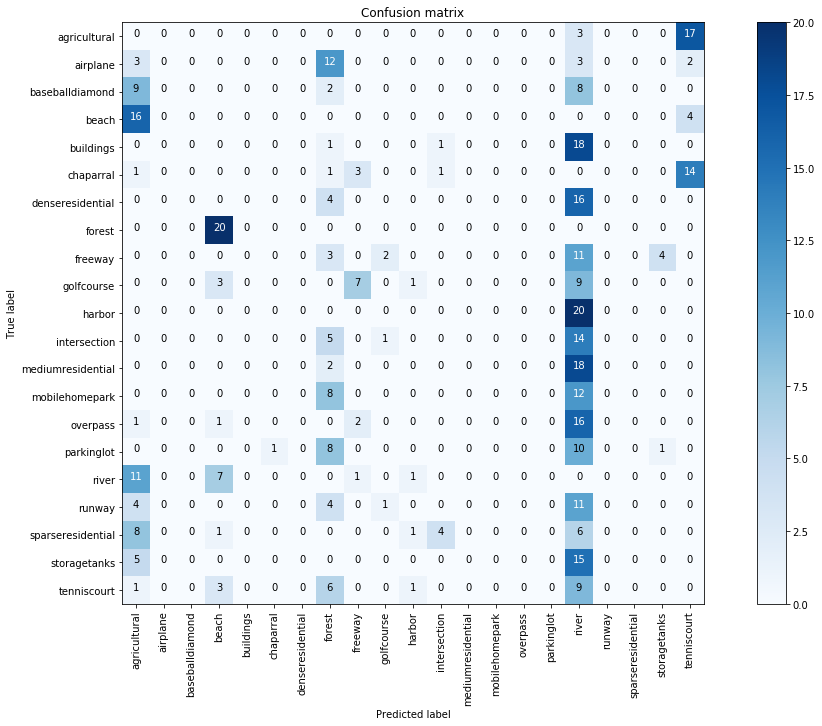 Confusion matrix
agricultural 0 0 0 0 0 0 0 0 0 0 0 0 0 0 0 0 3 0 0 0 17
airplane 3 0 0 0 0 0 0 12 0 0 0 0 0 0 0 0 3 0 0 0 2
baseballdiamond 9 0 0 0 0 0 0 2 0 0 0 0 0 0 0 0 8 0 0 0 0
beach 16 0 0 0 0 0 0 0 0 0 0 0 0 0 0 0 0 0 0 0 4
buildings 0 0 0 0 0 0 0 1 0 0 0 1 0 0 0 0 18 0 0 0 0
chaparral 1 0 0 0 0 0 0 1 3 0 0 1 0 0 0 0 0 0 0 0 14
denseresidential 0 0 0 0 0 0 0 4 0 0 0 0 0 0 0 0 16 0 0 0 0
forest 0 0 0 20 0 0 0 0 0 0 0 0 0 0 0 0 0 0 0 0 0
freeway 0 0 0 0 0 0 0 3 0 2 0 0 0 0 0 0 11 0 0 4 0
golfcourse 0 0 0 3 0 0 0 0 7 0 1 0 0 0 0 0 9 0 0 0 0
harbor 0 0 0 0 0 0 0 0 0 0 0 0 0 0 0 0 20 0 0 0 0
intersection 0 0 0 0 0 0 0 5 0 1 0 0 0 0 0 0 14 0 0 0 0
mediumresidential 0 0 0 0 0 0 0 2 0 0 0 0 0 0 0 0 18 0 0 0 0
mobilehomepark 0 0 0 0 0 0 0 8 0 0 0 0 0 0 0 0 12 0 0 0 0
overpass 1 0 0 1 0 0 0 0 2 0 0 0 0 0 0 0 16 0 0 0 0
parkinglot 0 0 0 0 0 1 0 8 0 0 0 0 0 0 0 0 10 0 0 1 0
river 11 0 0 7 0 0 0 0 1 0 1 0 0 0 0 0 0 0 0 0 0
runway 4 0 0 0 0 0 0 4 0 1 0 0 0 0 0 0 11 0 0 0 0
sparseresidential 8 0 0 1 0 0 0 0 0 0 1 4 0 0 0 0 6 0 0 0 0
storagetanks 5 0 0 0 0 0 0 0 0 0 0 0 0 0 0 0 15 0 0 0 0
tenniscourt 1 0 0 3 0 0 0 6 0 0 1 0 0 0 0 0 9 0 0 0 0
True label
agricultural
airplane
baseballdiamond
beach
buildings
chaparral
denseresidential
forest
freeway
golfcourse
harbor
intersection
mediumresidential
mobilehomepark
overpass
parkinglot
river
runway
sparseresidential
storagetanks
tenniscourt
Predicted label
20.0
17.5
15.0
12.5
10.0
7.5
5.0
2.5
0.0